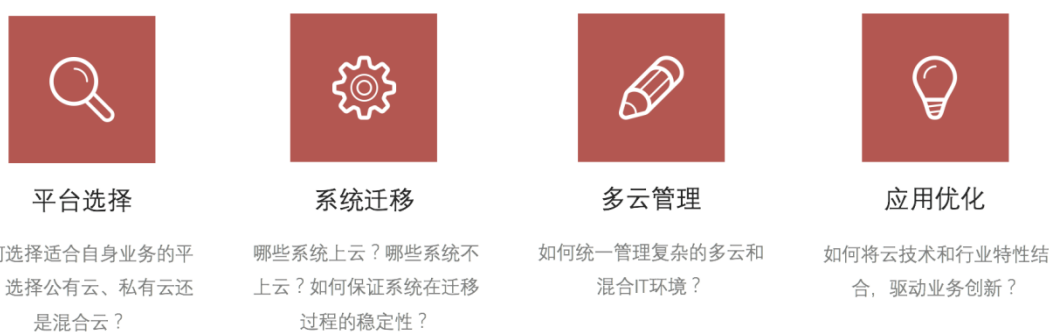 平台选择
系统迁移
多云管理
应用优化
选择适合自身业务的平
选择公有云、私有云还
是混合云？
哪些系统上云？哪些系统不
上云？如何保证系统在迁移
过程的稳定性？
如何统一管理复杂的多云和
混合IT环境？
如何将云技术和行业特性结
合，驱动业务创新？